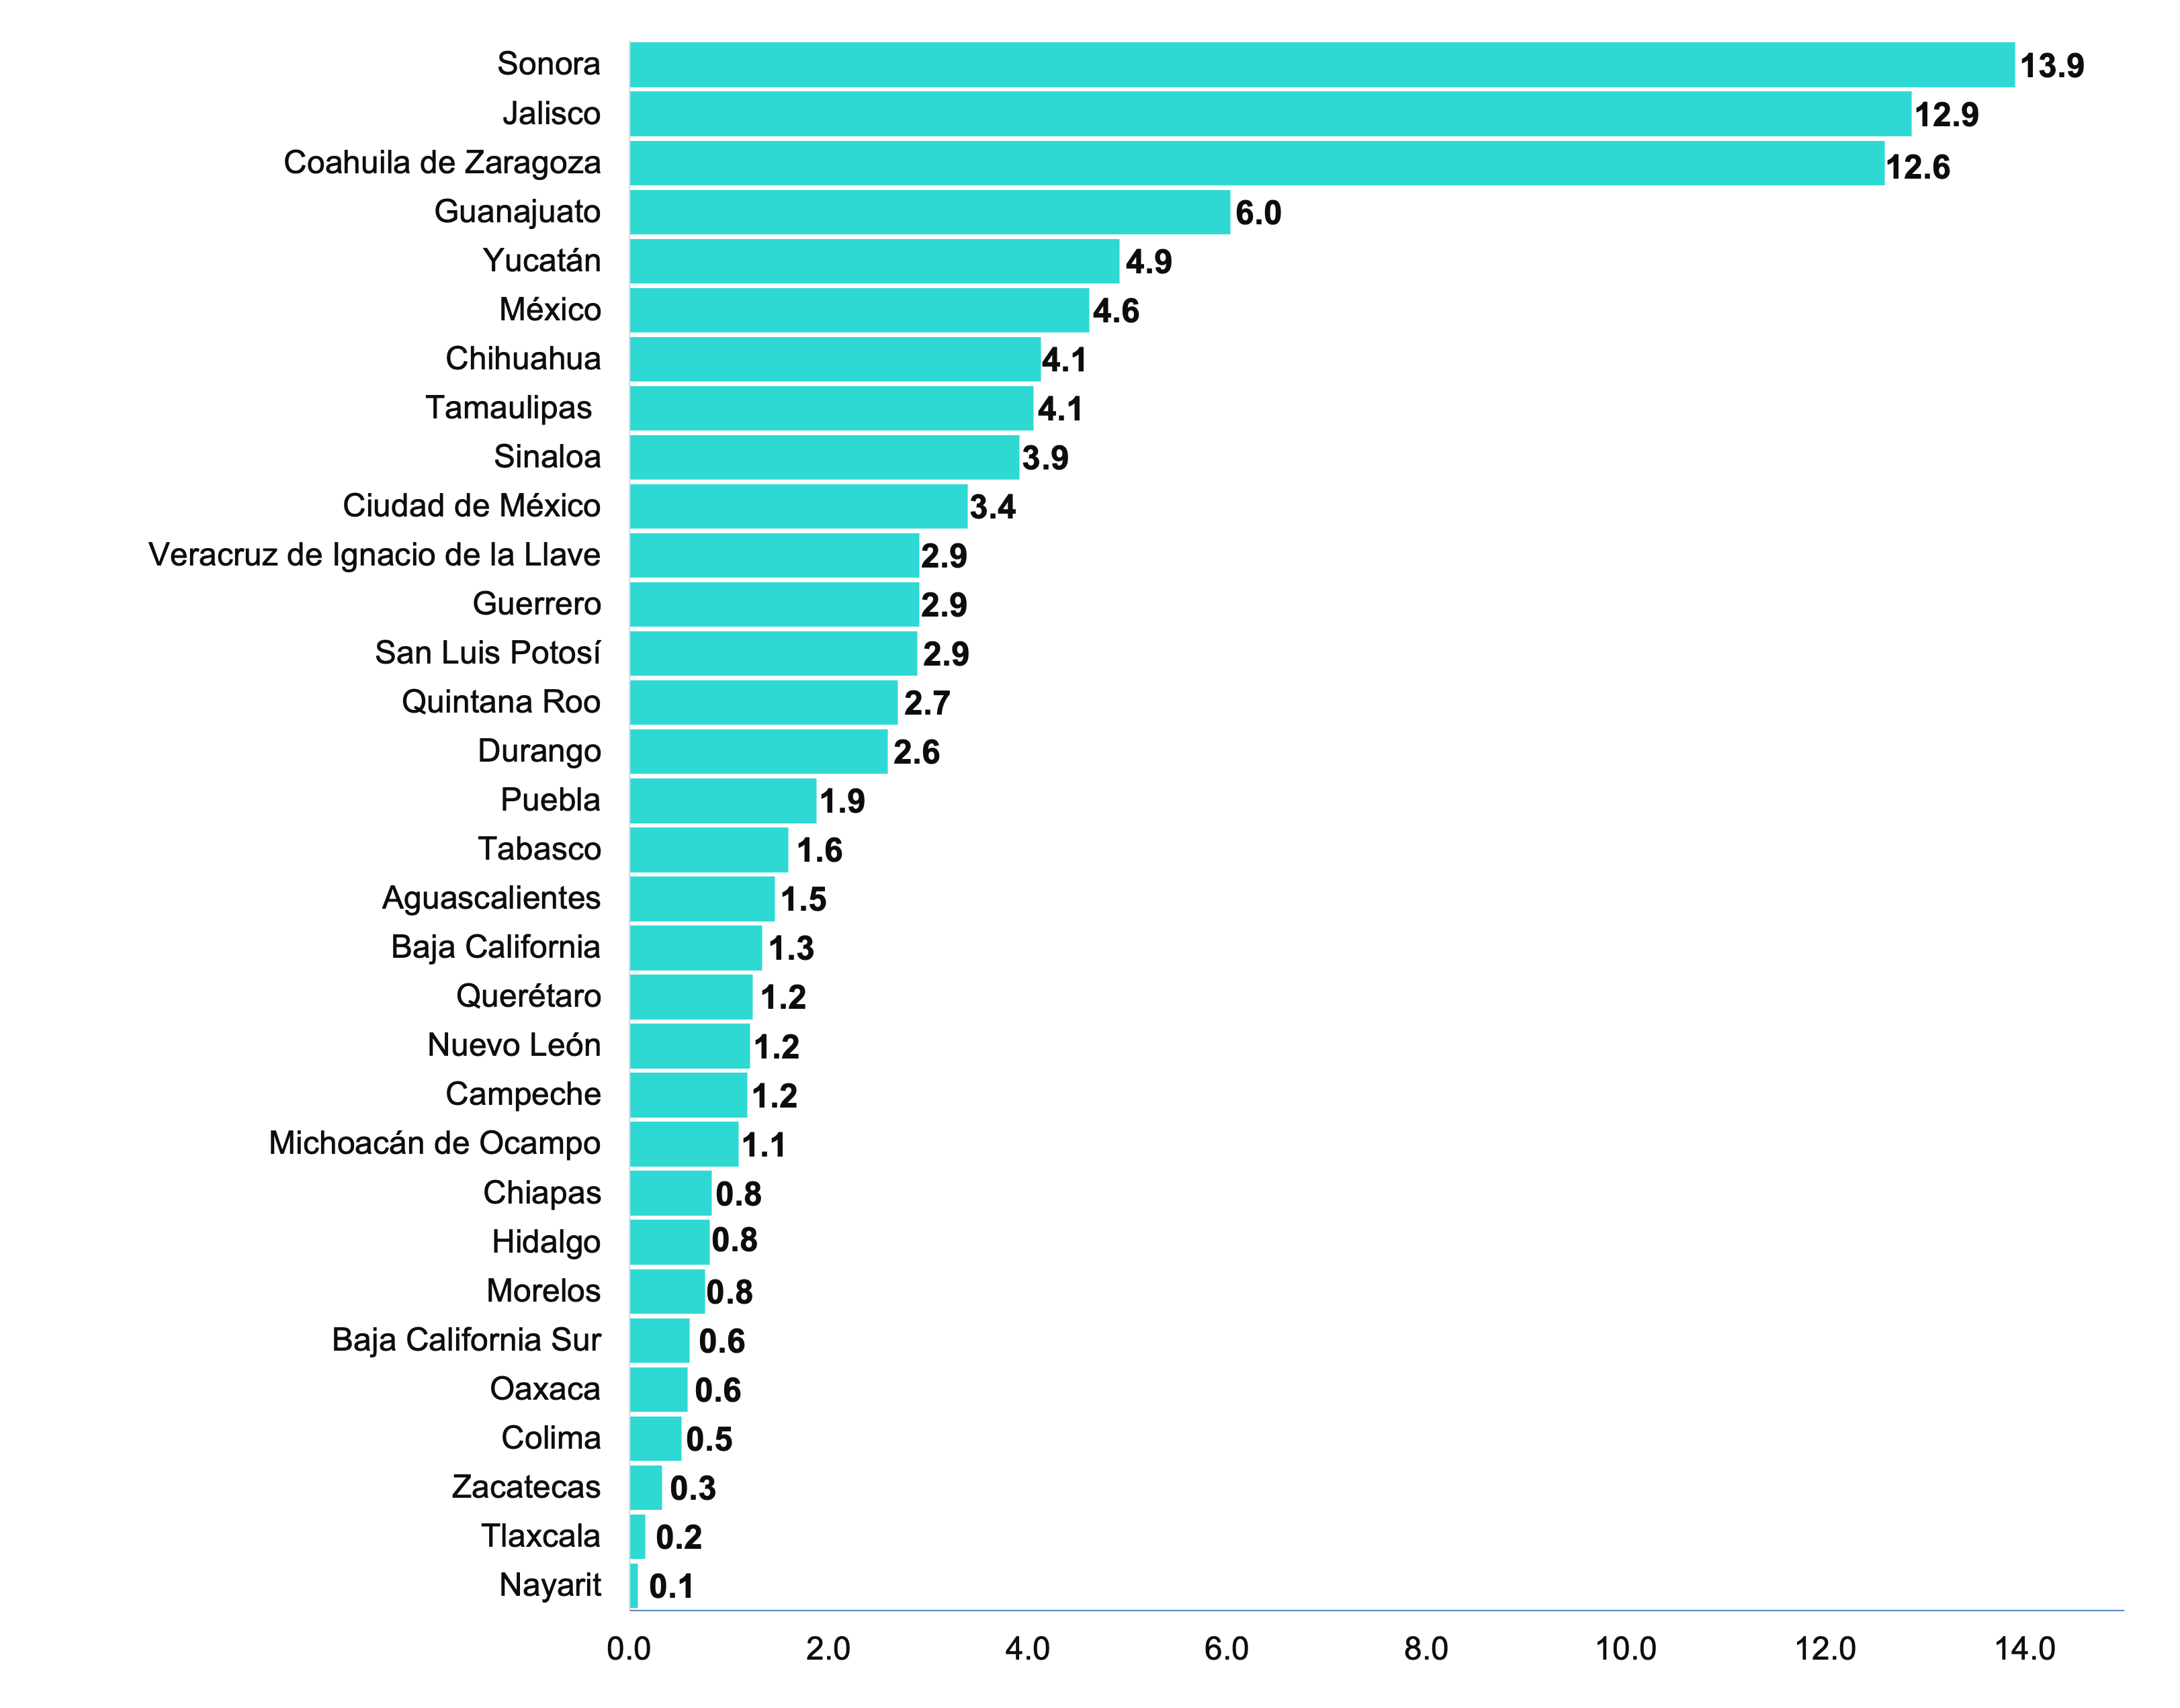 Sonora 13.9
Jalisco 12.9
Coahuila de Zaragoza 12.6
Guanajuato 6.0
Yucatán 4.9
México 4.6
Chihuahua 4.1
Tamaulipas 4.1
Sinaloa 3.9
Ciudad de México 3.4
Veracruz de Ignacio de la Llave 2.9
Guerrero 2.9
San Luis Potosí 2.9
Quintana Roo 2.7
Durango 2.6
Puebla 1.9
Tabasco 1.6
Aguascalientes 1.5
Baja California 1.3
Querétaro 1.2
Nuevo León 1.2
Campeche 1.2
Michoacán de Ocampo 1.1
Chiapas 0.8
Hidalgo 0.8
Morelos 0.8
Baja California Sur 0.6
Oaxaca 0.6
Colima 0.5
Zacatecas 0.3
Tlaxcala 0.2
Nayarit 0.1
0.0 2.0 4.0 6.0 8.0 10.0 12.0 14.0